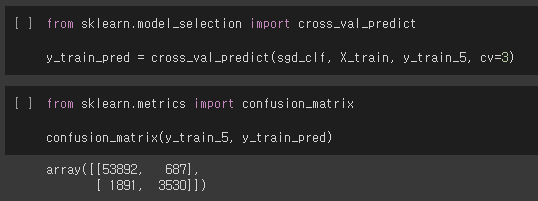 [ ] from sklearn.model_selection import cross_val_predict
y_train_pred = cross_val_predict(sgd_clf, X_train, y_train_5, cv=3)
[ ] from sklearn.metrics import confusion_matrix
confusion_matrix(y_train_5, y_train_pred)
array([[53892,   687],
       [ 1891,  3530]])